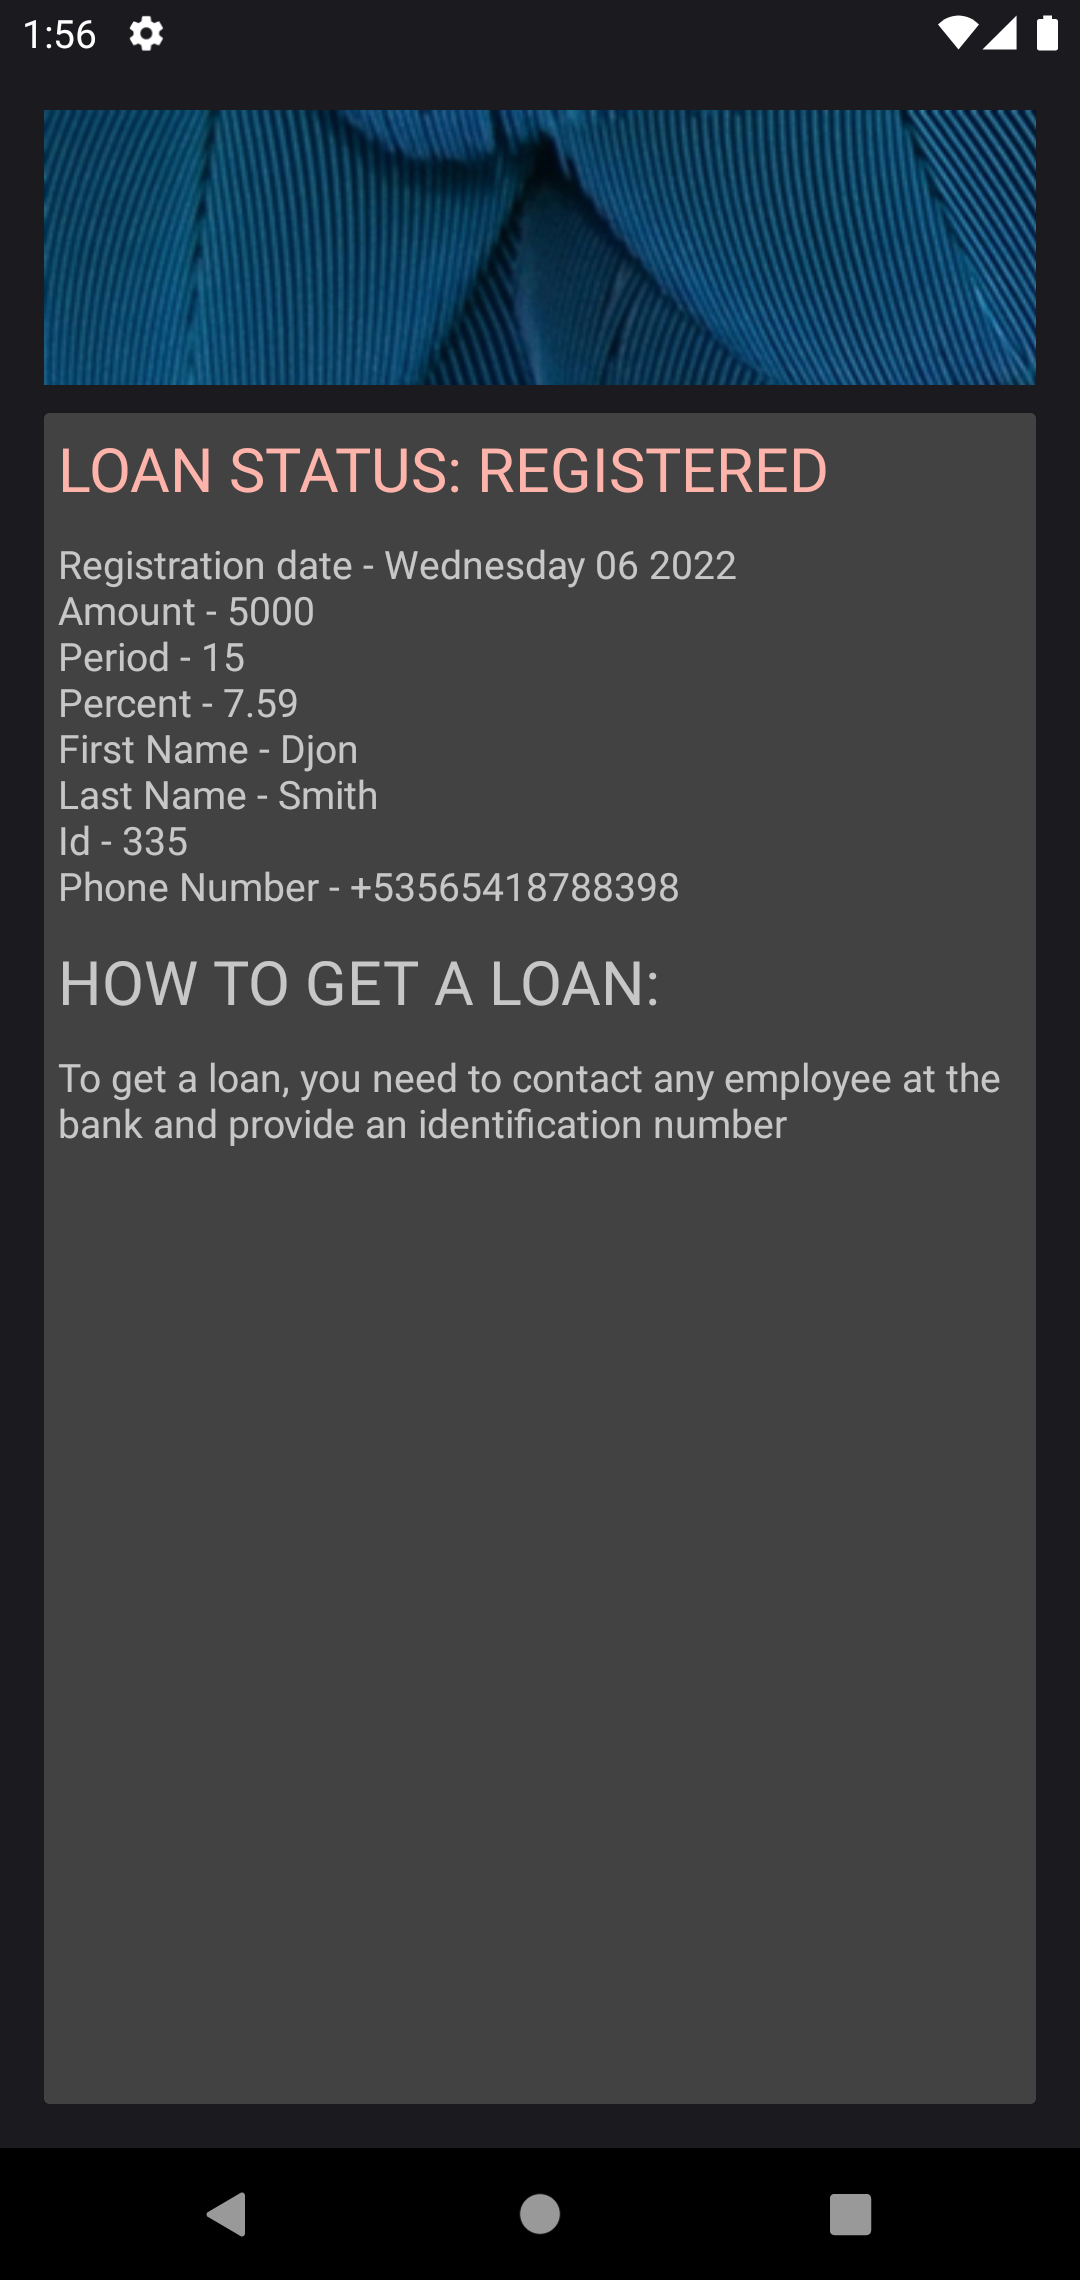 1:56
LOAN STATUS: REGISTERED
Registration date - Wednesday 06 2022
Amount - 5000
Period - 15
Percent - 7.59
First Name - Djon
Last Name - Smith
Id - 335
Phone Number - +53565418788398
HOW TO GET A LOAN:
To get a loan, you need to contact any employee at the
bank and provide an identification number